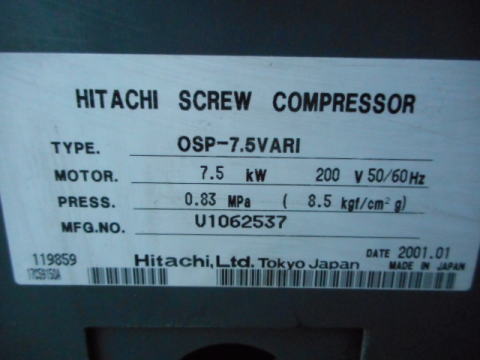 HITACHI SCREW COMPRESSOR
TYPE. OSP-7.5VARI
MOTOR. 7.5 kW 200 V 50/60Hz
PRESS. 0.83 MPa ( 8.5 kgf/cm²g)
MFG.NO. U1062537
DATE 2001.01
119859 Hitachi,Ltd. Tokyo Japan MADE IN JAPAN